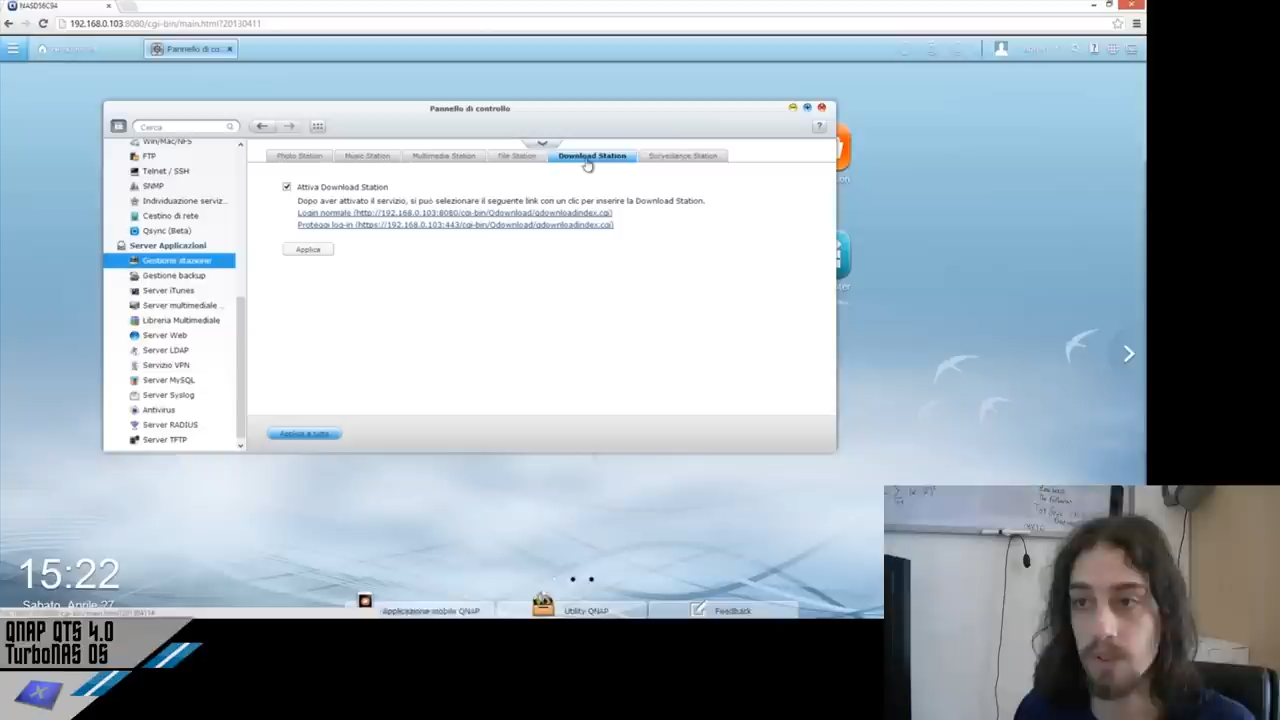 NASD56C94
192.168.0.103:8080/cgi-bin/main.html?20130411
Pannello di co...
Pannello di controllo
Cerca
Win/Mac/NFS
FTP
Telnet / SSH
SNMP
Individuazione serviz...
Cestino di rete
Qsync (Beta)
Server Applicazioni
Gestione stazione
Gestione backup
Server iTunes
Server multimediale ...
Libreria Multimediale
Server Web
Server LDAP
Servizio VPN
Server MySQL
Server Syslog
Antivirus
Server RADIUS
Server TFTP
Photo Station
Music Station
Multimedia Station
File Station
Download Station
Surveillance Station
Attiva Download Station
Dopo aver attivato il servizio, si può selezionare il seguente link con un clic per inserire la Download Station.
Login normale (http://192.168.0.103:8080/cgi-bin/Qdownload/qdownloadindex.cgi)
Proteggi log-in (https://192.168.0.103:443/cgi-bin/Qdownload/qdownloadindex.cgi)
Applica
Applica a tutto
15:22
Sabato, Aprile 27
Applicazione mobile QNAP
Utility QNAP
Feedback
QNAP QTS 4.0
TurboNAS OS